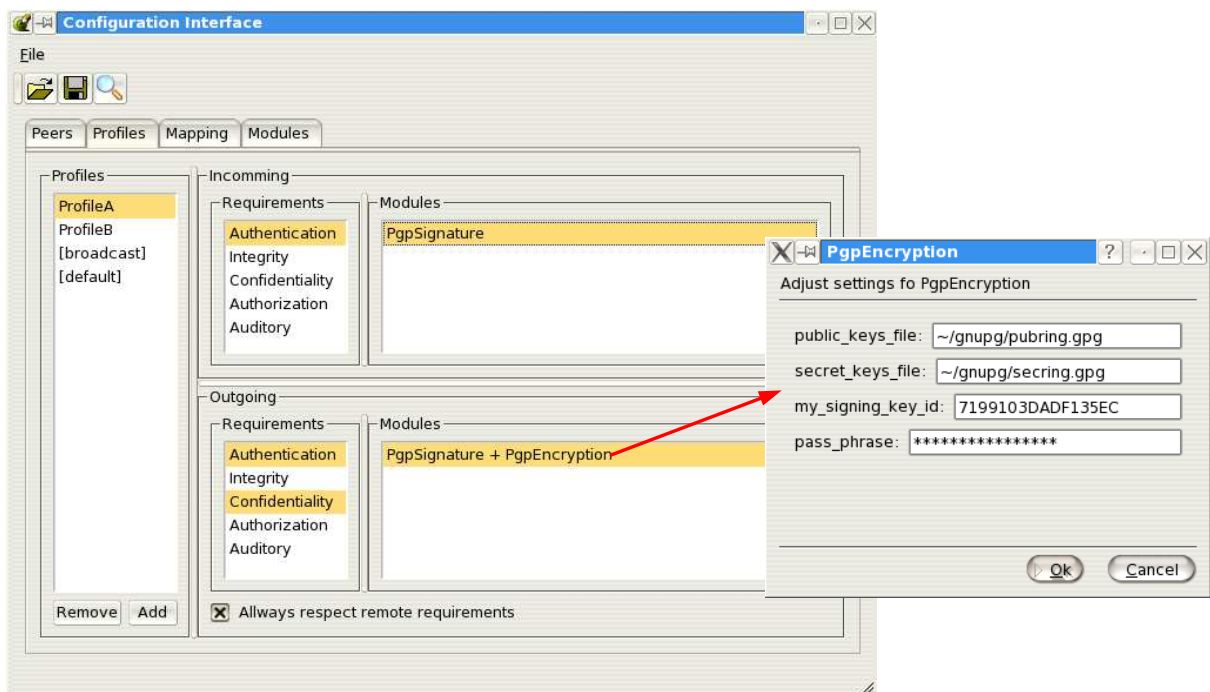 Configuration Interface
File
Peers Profiles Mapping Modules
Profiles
ProfileA
ProfileB
[broadcast]
[default]
Remove Add
Incomming
Requirements
Authentication
Integrity
Confidentiality
Authorization
Auditory
Modules
PgpSignature
Outgoing
Requirements
Authentication
Integrity
Confidentiality
Authorization
Auditory
Modules
PgpSignature + PgpEncryption
Allways respect remote requirements
PgpEncryption ?
Adjust settings fo PgpEncryption
public_keys_file: ~/gnupg/pubring.gpg
secret_keys_file: ~/gnupg/secring.gpg
my_signing_key_id: 7199103DADF135EC
pass_phrase: ****************
Ok Cancel